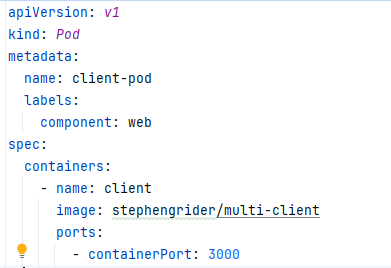 apiVersion: v1
kind: Pod
metadata:
  name: client-pod
  labels:
    component: web
spec:
  containers:
    - name: client
      image: stephengrider/multi-client
      ports:
        - containerPort: 3000